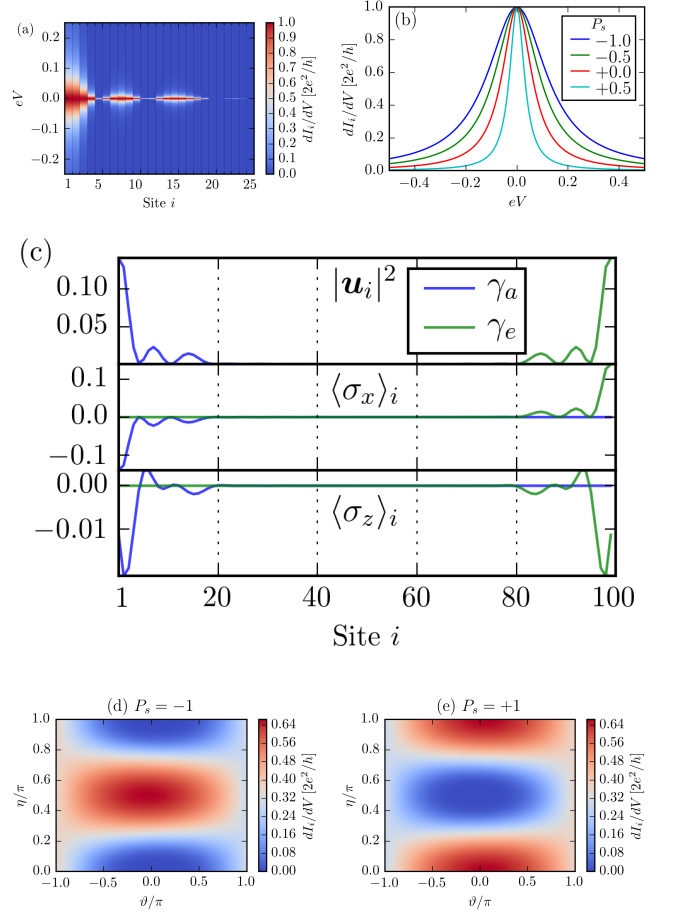 (a)
eV
0.2
0.1
0.0
−0.1
−0.2
1 5 10 15 20 25
Site i
1.0
0.9
0.8
0.7
0.6
0.5
0.4
0.3
0.2
0.1
0.0
dI_i/dV [2e²/h]
(b)
dI_i/dV [2e²/h]
1.0
0.8
0.6
0.4
0.2
0.0
−0.4 −0.2 0.0 0.2 0.4
eV
P_s
−1.0
−0.5
+0.0
+0.5
(c)
0.10
0.05
|u_i|²
γ_a
γ_e
0.1
0.0
−0.1
⟨σ_x⟩_i
0.00
−0.01
⟨σ_z⟩_i
1 20 40 60 80 100
Site i
(d) P_s = −1
η/π
1.0
0.8
0.6
0.4
0.2
0.0
−1.0 −0.5 0.0 0.5 1.0
ϑ/π
0.64
0.56
0.48
0.40
0.32
0.24
0.16
0.08
0.00
dI_i/dV [2e²/h]
(e) P_s = +1
η/π
1.0
0.8
0.6
0.4
0.2
0.0
−1.0 −0.5 0.0 0.5 1.0
ϑ/π
0.64
0.56
0.48
0.40
0.32
0.24
0.16
0.08
0.00
dI_i/dV [2e²/h]